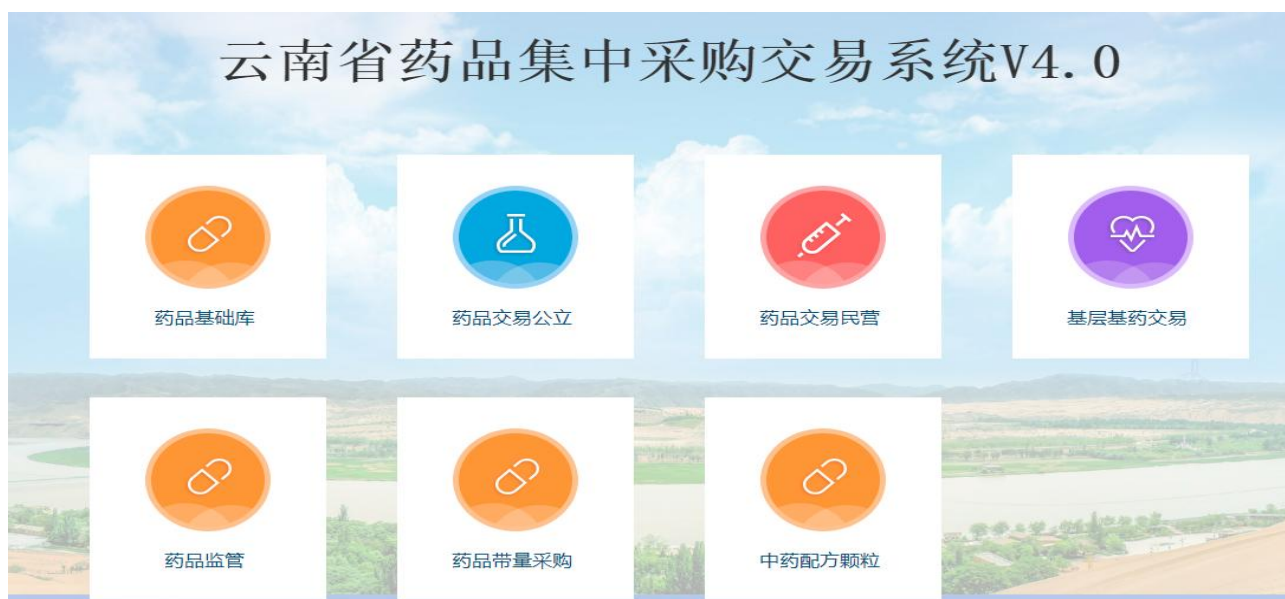 云南省药品集中采购交易系统V4.0
药品基础库
药品交易公立
药品交易民营
基层基药交易
药品监管
药品带量采购
中药配方颗粒